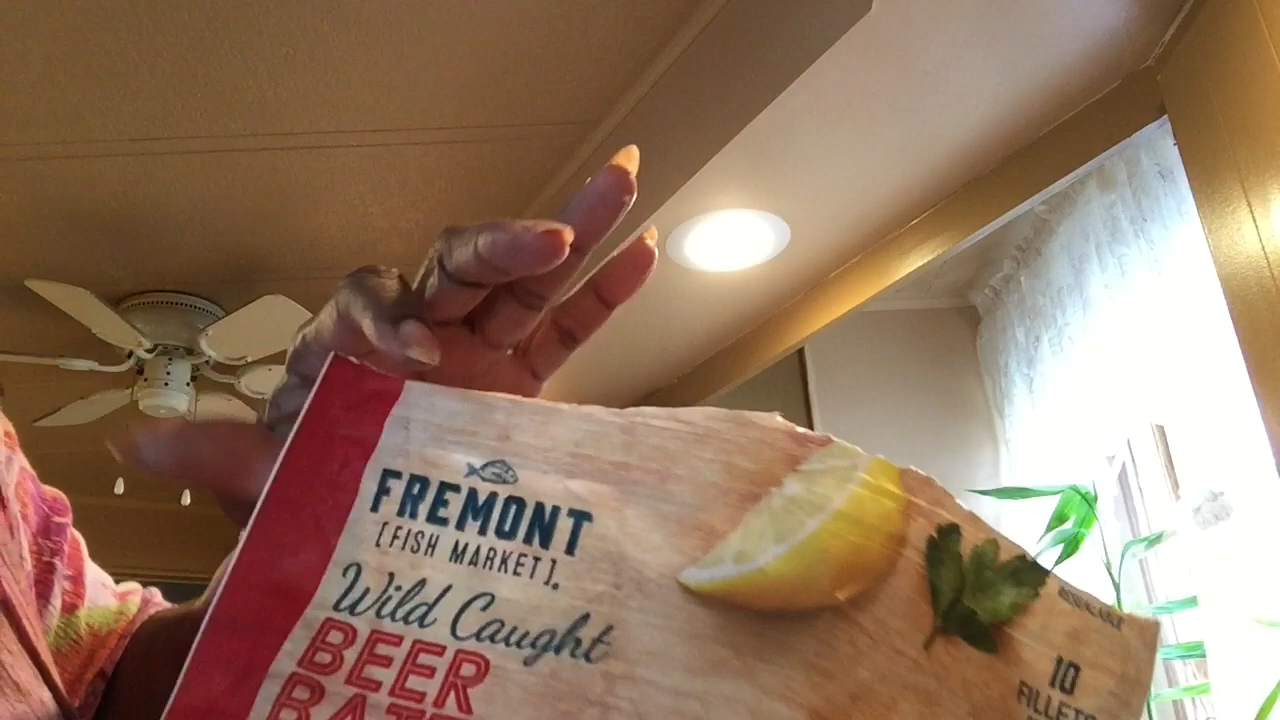 FREMONT
[FISH MARKET].
Wild Caught
BEER
10
FILLETS